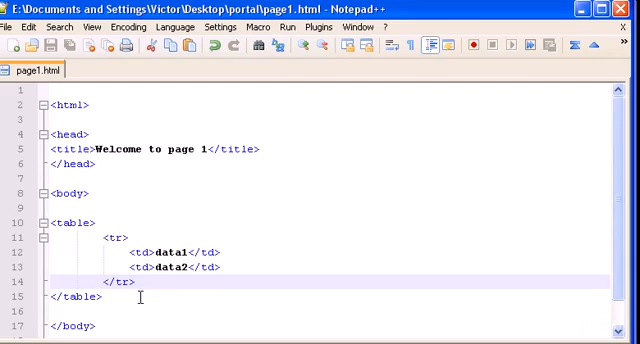 E:\Documents and Settings\Victor\Desktop\portal\page1.html - Notepad++
File Edit Search View Encoding Language Settings Macro Run Plugins Window ? X
page1.html
1
2 <html>
3
4 <head>
5 <title>Welcome to page 1</title>
6 </head>
7
8 <body>
9
10 <table>
11 <tr>
12 <td>data1</td>
13 <td>data2</td>
14 </tr>
15 </table>
16
17 </body>